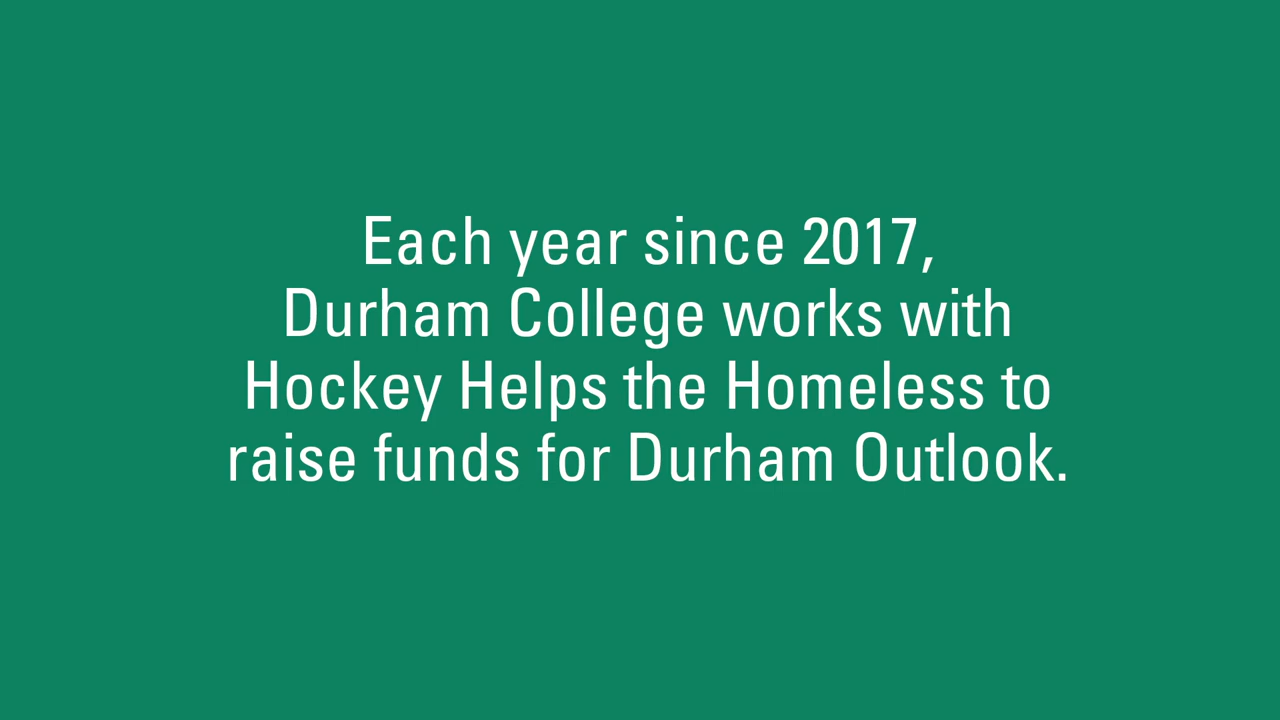 Each year since 2017,
Durham College works with
Hockey Helps the Homeless to
raise funds for Durham Outlook.